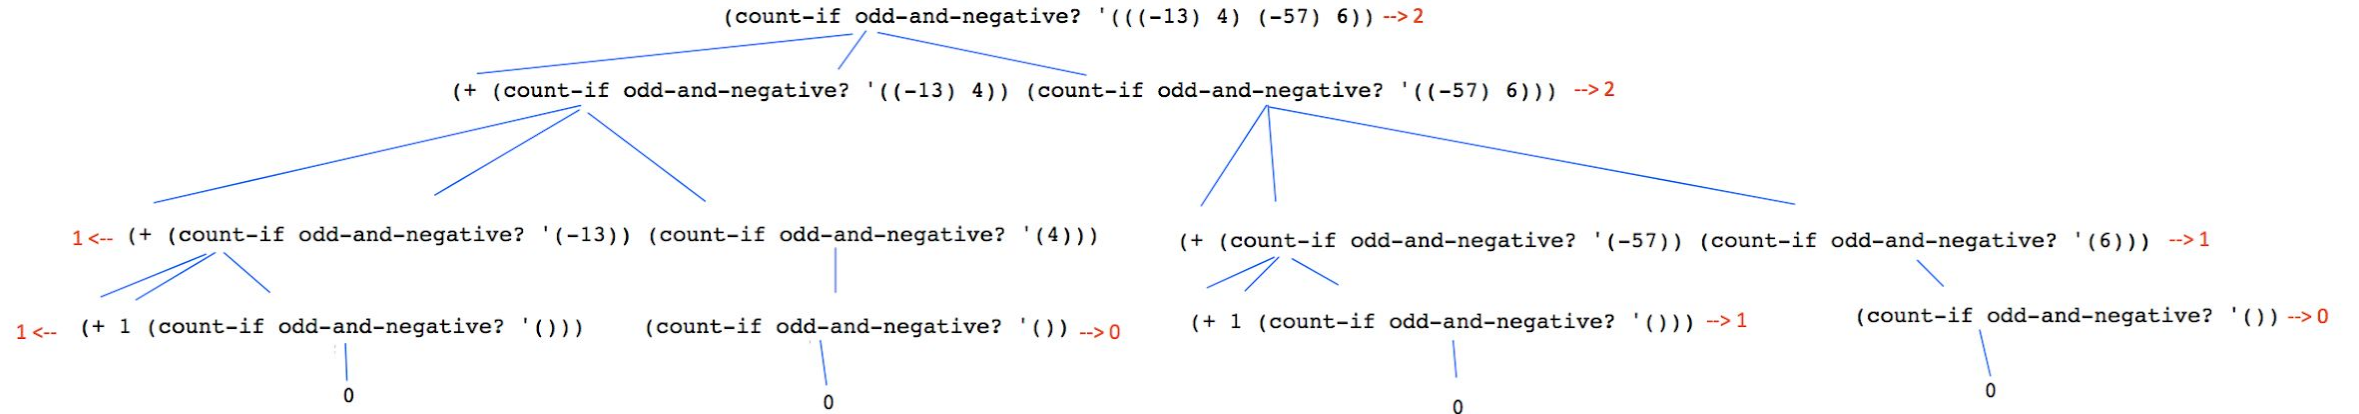 (count-if odd-and-negative? '(((-13) 4) (-57) 6)) -->2
(+ (count-if odd-and-negative? '((-13) 4)) (count-if odd-and-negative? '((-57) 6))) -->2
1<-- (+ (count-if odd-and-negative? '(-13)) (count-if odd-and-negative? '(4)))
(+ (count-if odd-and-negative? '(-57)) (count-if odd-and-negative? '(6))) -->1
1<-- (+ 1 (count-if odd-and-negative? '()))
(count-if odd-and-negative? '()) -->0
(+ 1 (count-if odd-and-negative? '())) -->1
(count-if odd-and-negative? '()) -->0
0
0
0
0